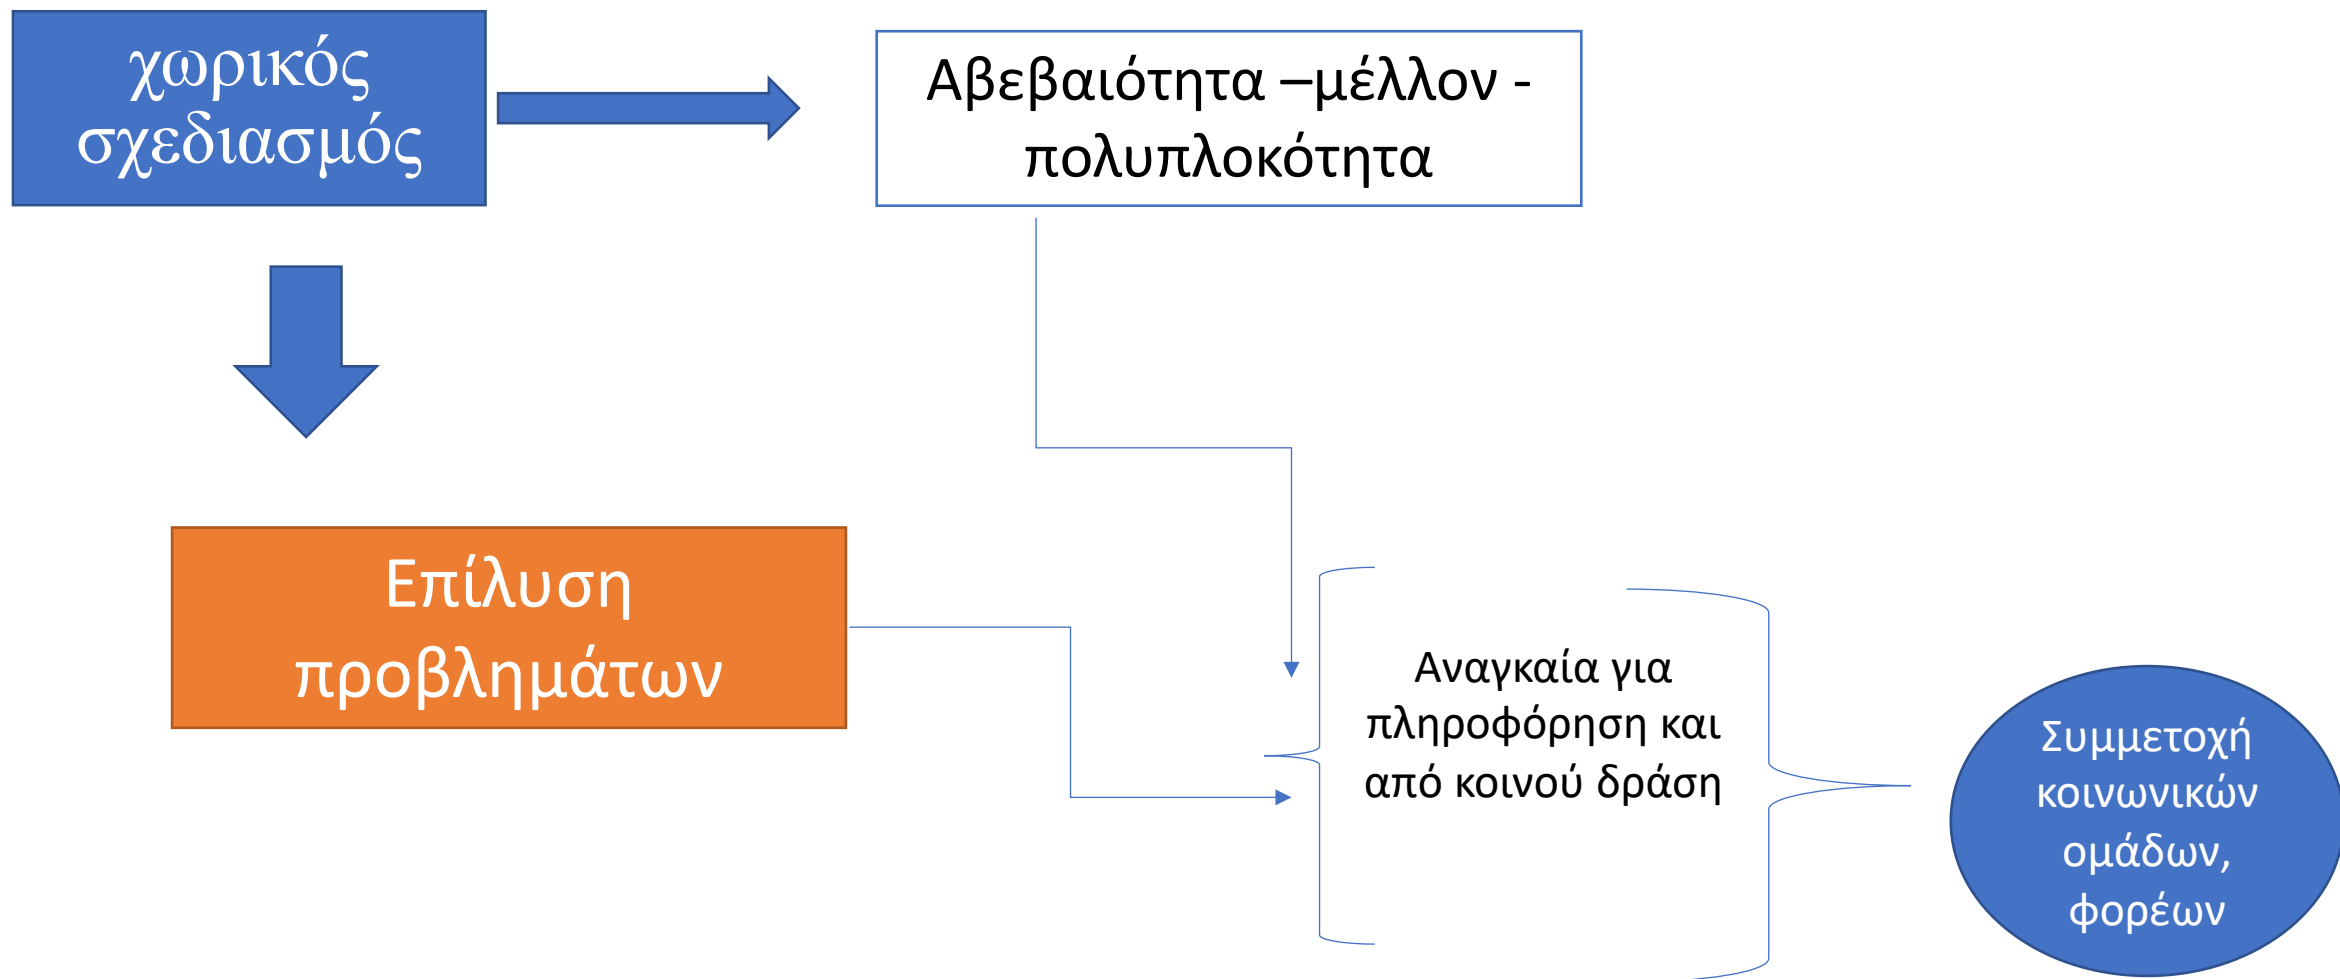 χωρικός
σχεδιασμός
Αβεβαιότητα –μέλλον -
πολυπλοκότητα
Επίλυση
προβλημάτων
Αναγκαία για
πληροφόρηση και
από κοινού δράση
Συμμετοχή
κοινωνικών
ομάδων,
φορέων